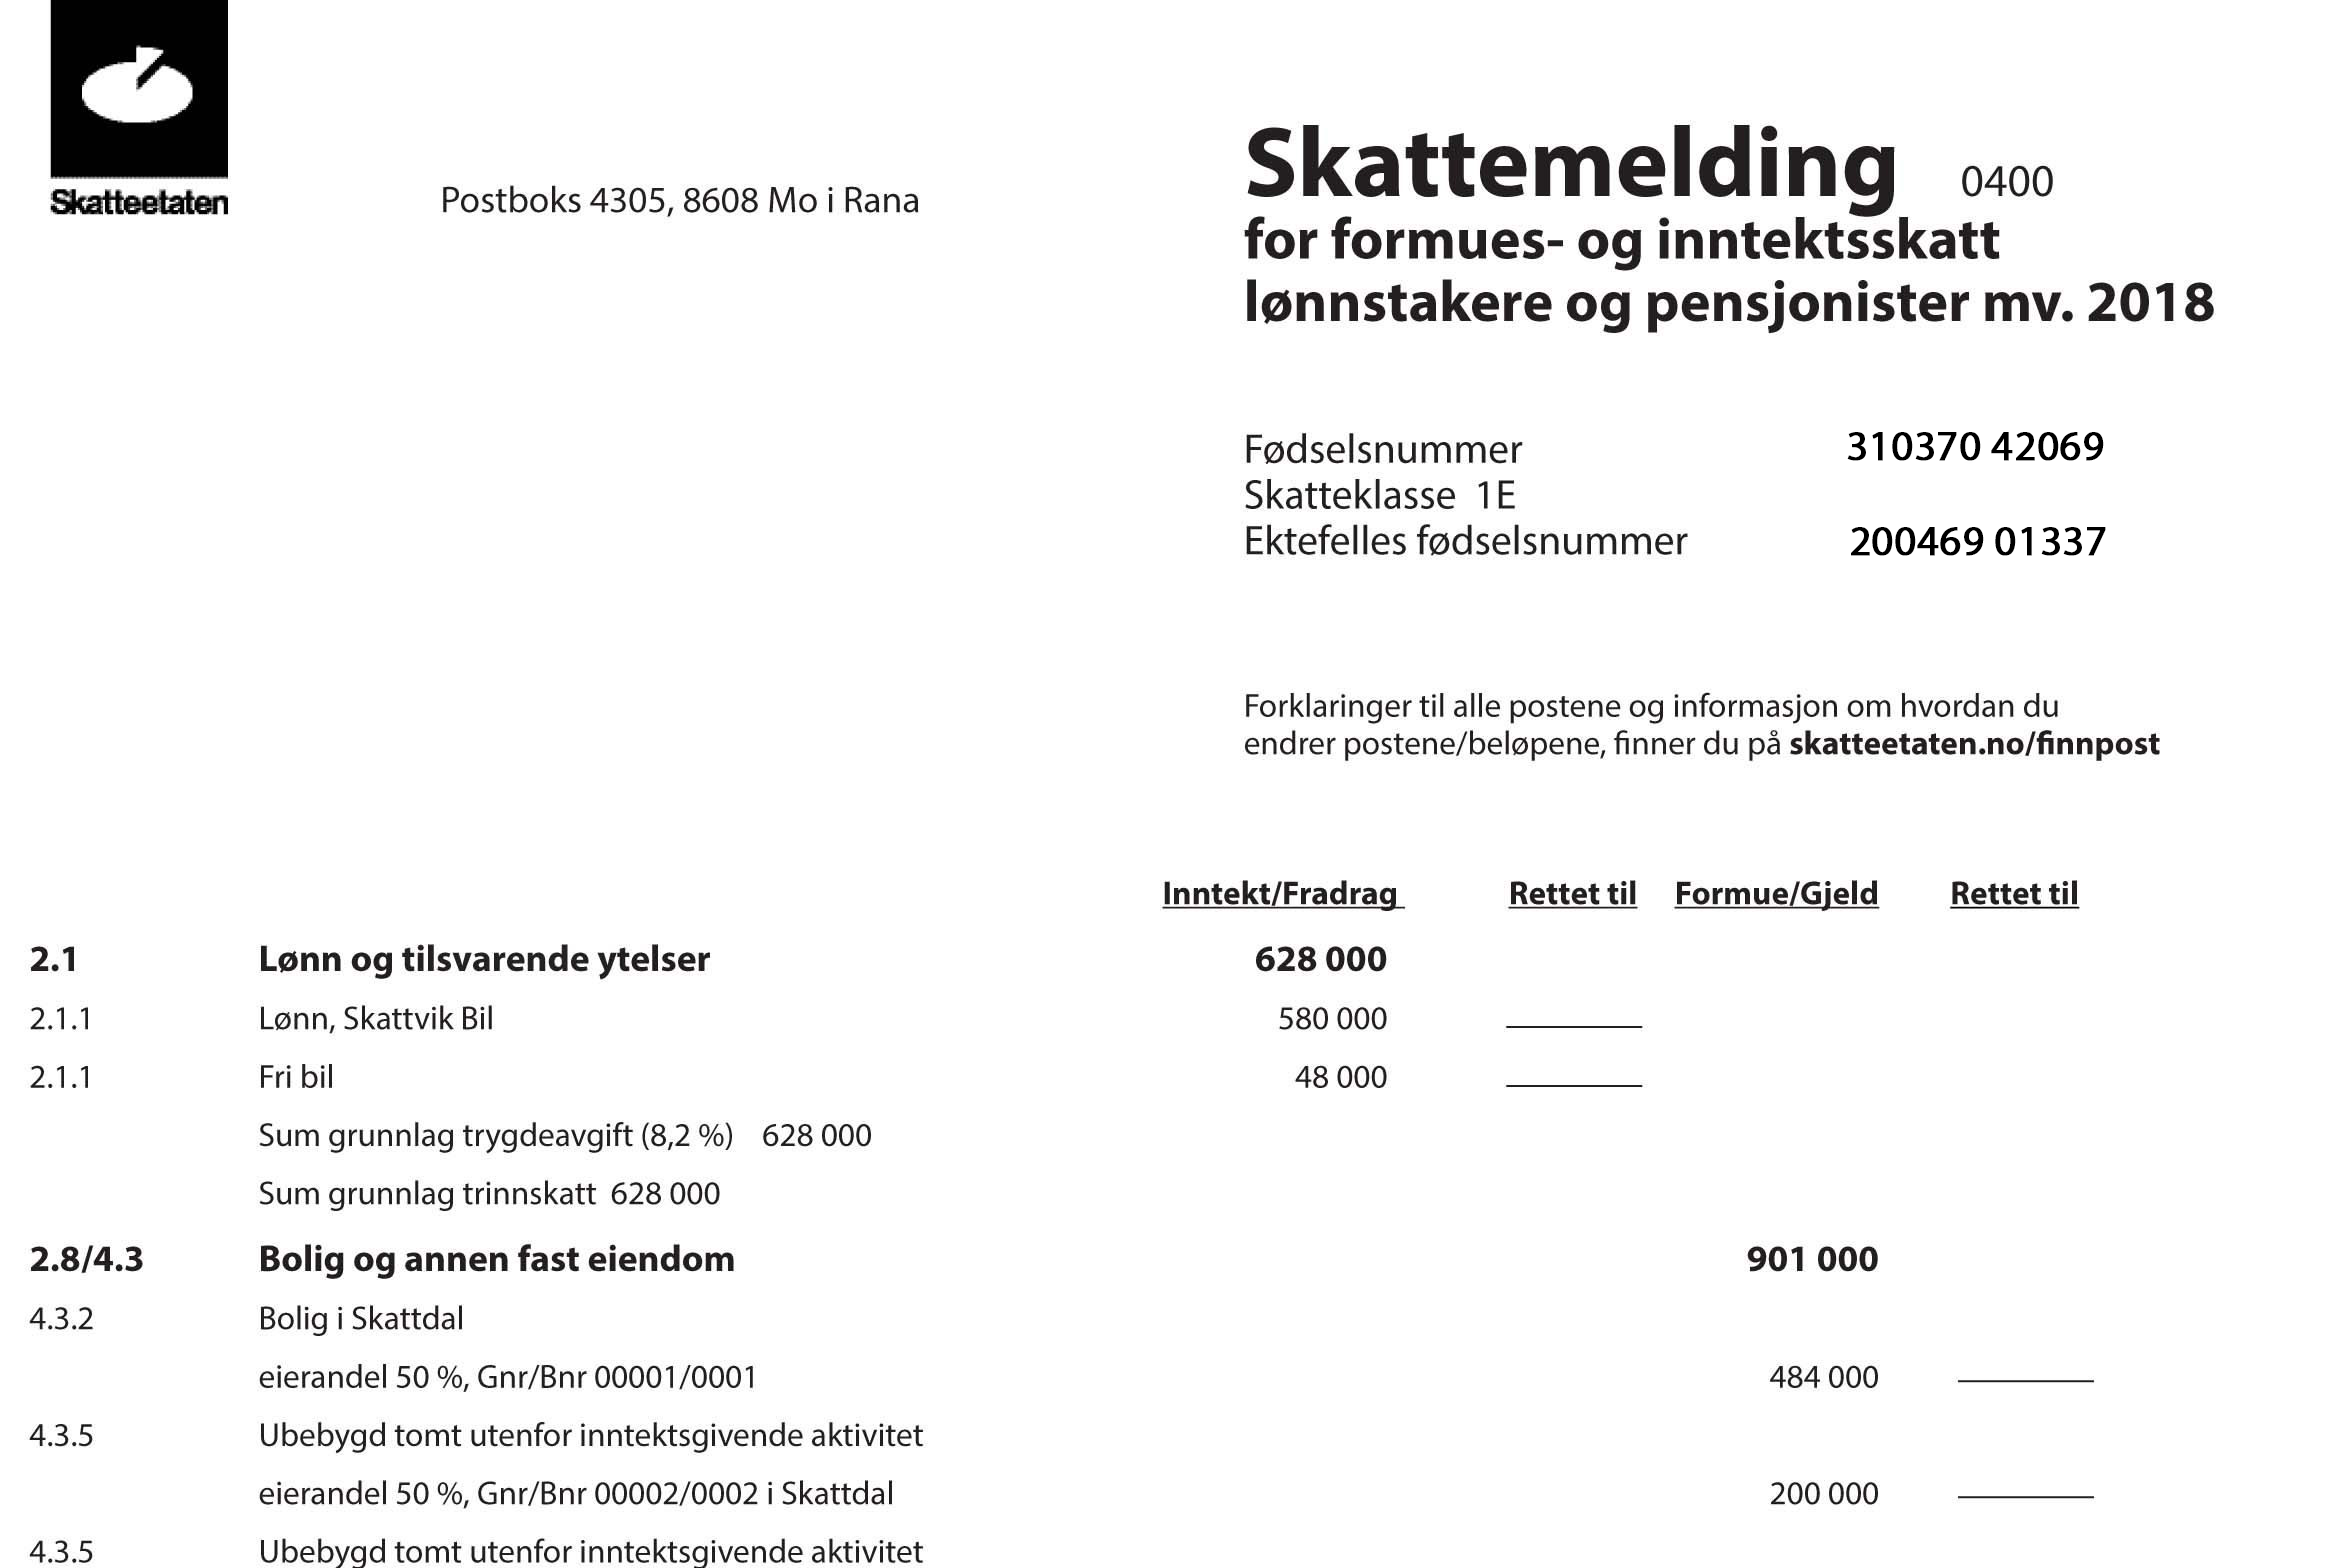 Skatteetaten
Postboks 4305, 8608 Mo i Rana
Skattemelding 0400
for formues- og inntektsskatt
lønnstakere og pensjonister mv. 2018
Fødselsnummer 310370 42069
Skatteklasse 1E
Ektefelles fødselsnummer 200469 01337
Forklaringer til alle postene og informasjon om hvordan du
endrer postene/beløpene, finner du på skatteetaten.no/finnpost
Inntekt/Fradrag Rettet til Formue/Gjeld Rettet til
2.1 Lønn og tilsvarende ytelser 628 000
2.1.1 Lønn, Skattvik Bil 580 000
2.1.1 Fri bil 48 000
Sum grunnlag trygdeavgift (8,2 %) 628 000
Sum grunnlag trinnskatt 628 000
2.8/4.3 Bolig og annen fast eiendom 901 000
4.3.2 Bolig i Skattdal
eierandel 50 %, Gnr/Bnr 00001/0001 484 000
4.3.5 Ubebygd tomt utenfor inntektsgivende aktivitet
eierandel 50 %, Gnr/Bnr 00002/0002 i Skattdal 200 000
4.3.5 Ubebygd tomt utenfor inntektsgivende aktivitet